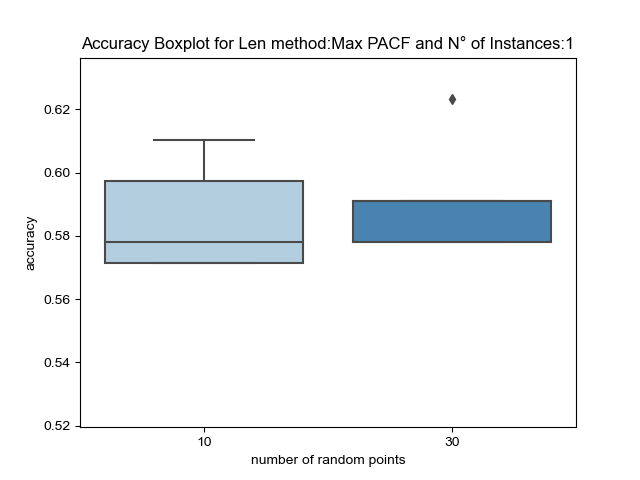 Accuracy Boxplot for Len method:Max PACF and N° of Instances:1
0.62
0.60
0.58
0.56
0.54
0.52
accuracy
10 30
number of random points